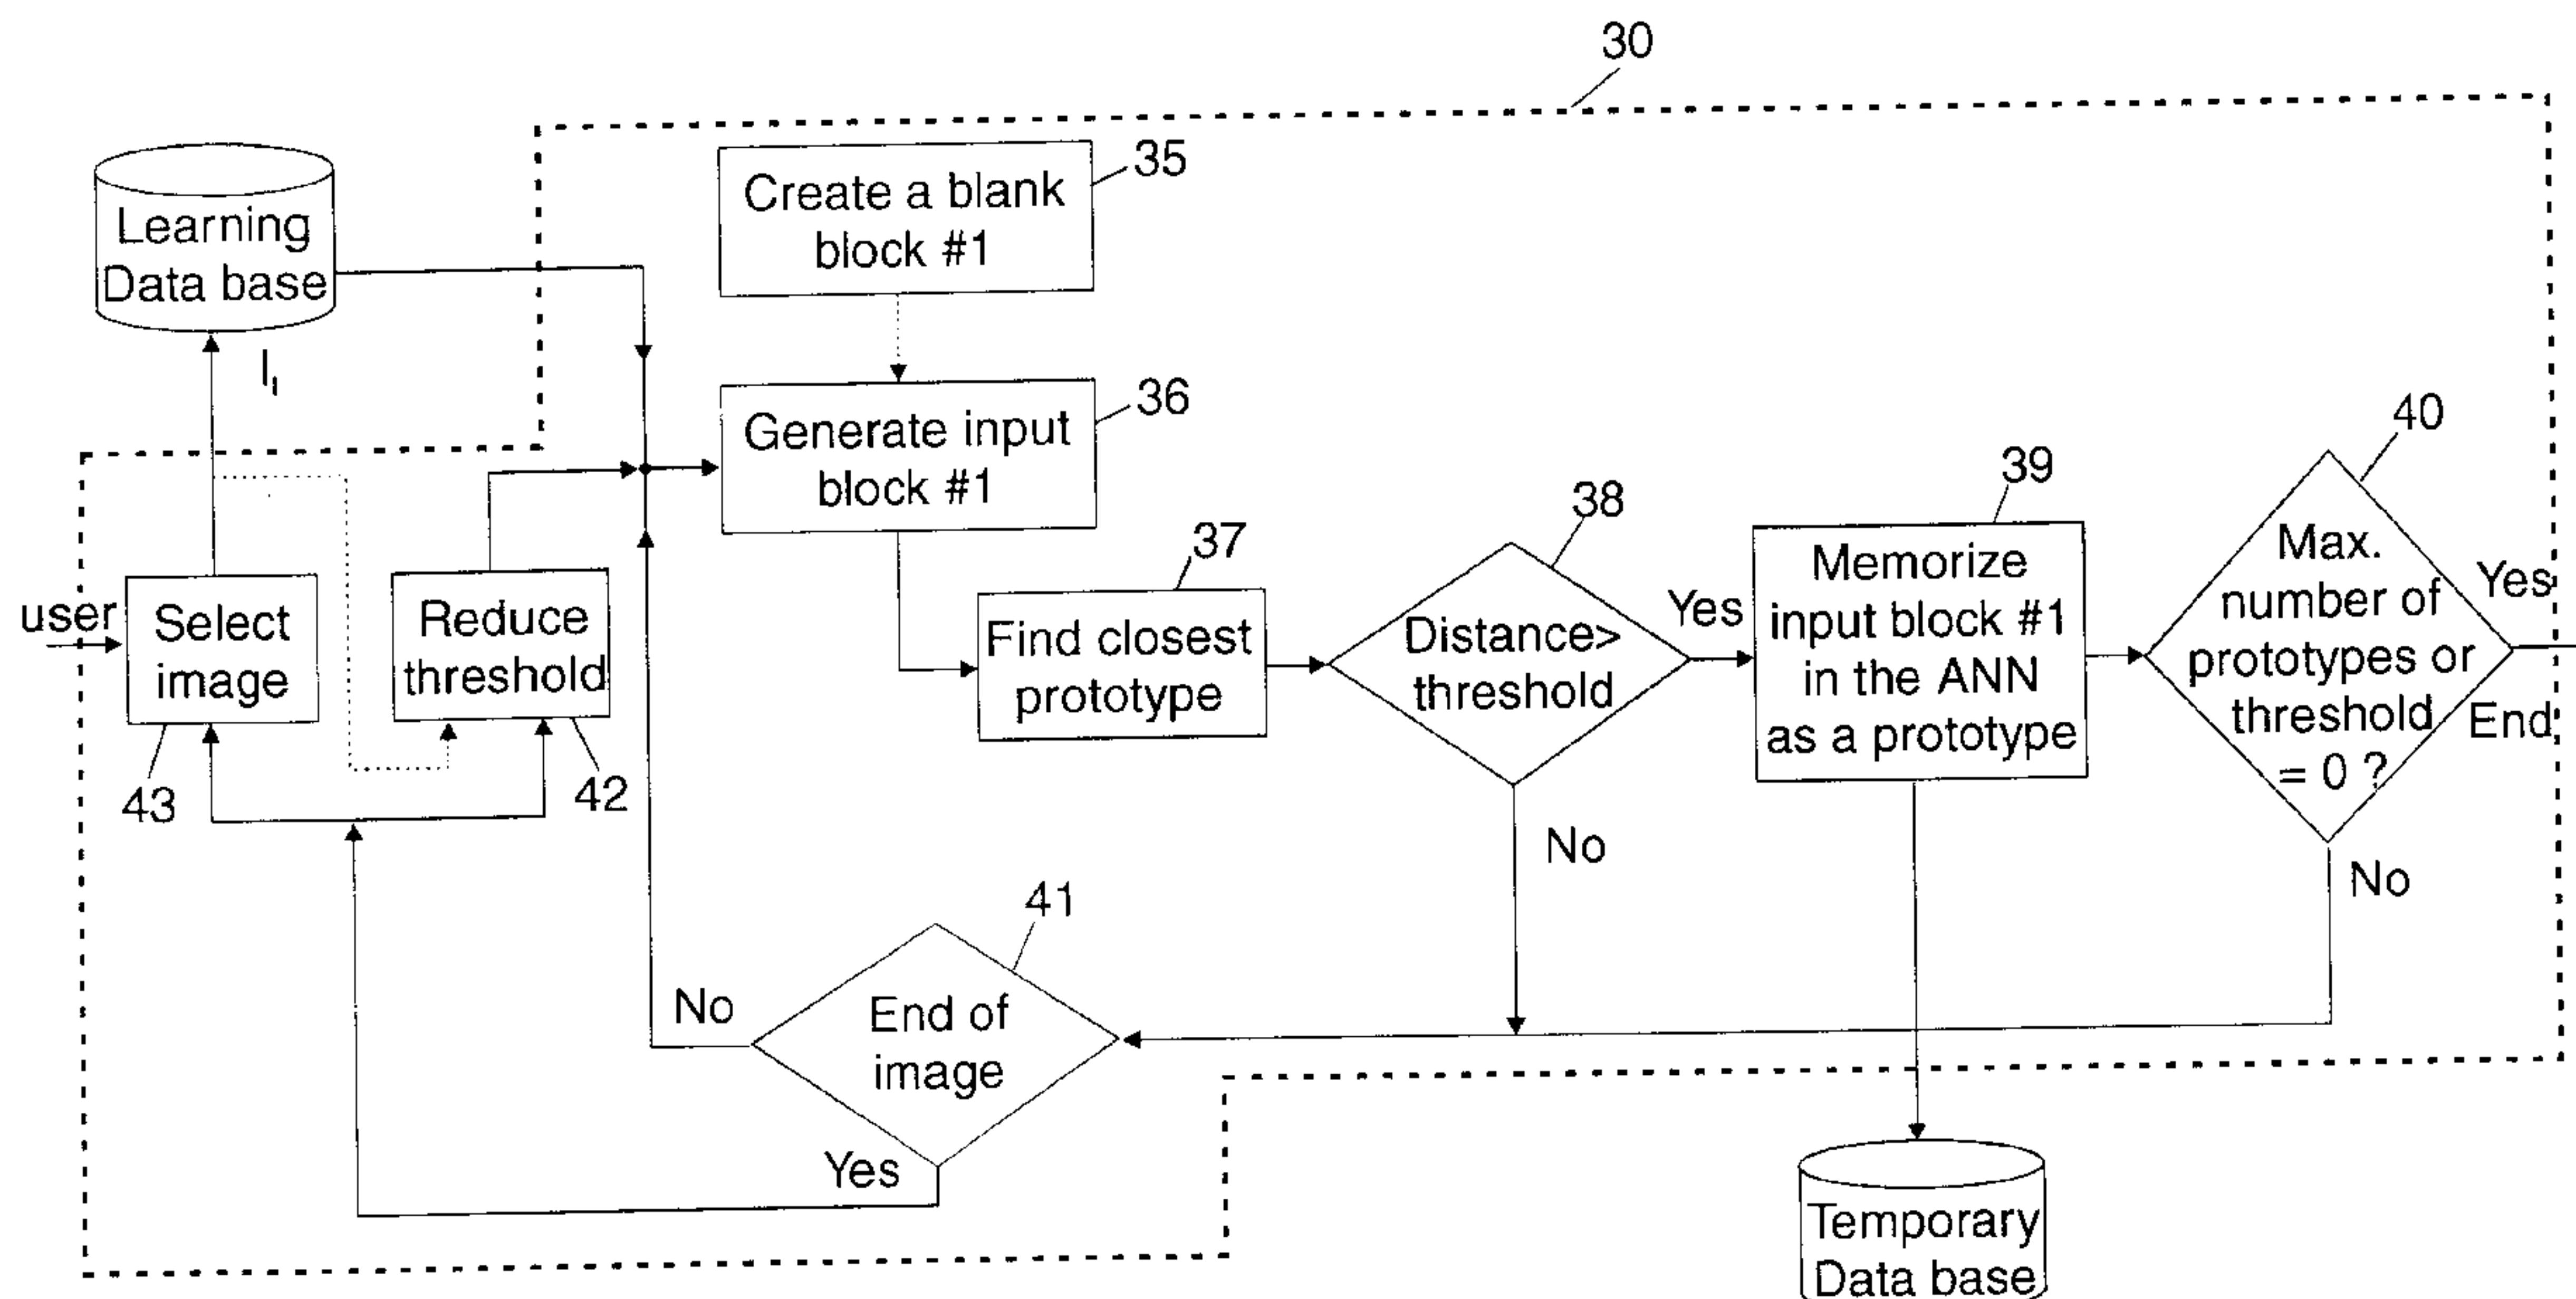 30
Learning
Data base
I
Create a blank
block #1
35
Generate input
block #1
36
user
Select
image
43
Reduce
threshold
42
Find closest
prototype
37
Distance>
threshold
38
Yes
No
Memorize
input block #1
in the ANN
as a prototype
39
Max.
number of
prototypes or
threshold
= 0 ?
40
Yes
End
No
End of
image
41
No
Yes
Temporary
Data base